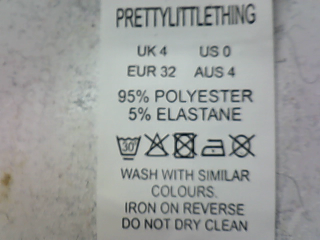 PRETTYLITTLETHING
UK 4 US 0
EUR 32 AUS 4
95% POLYESTER
5% ELASTANE
30°
WASH WITH SIMILAR
COLOURS.
IRON ON REVERSE
DO NOT DRY CLEAN